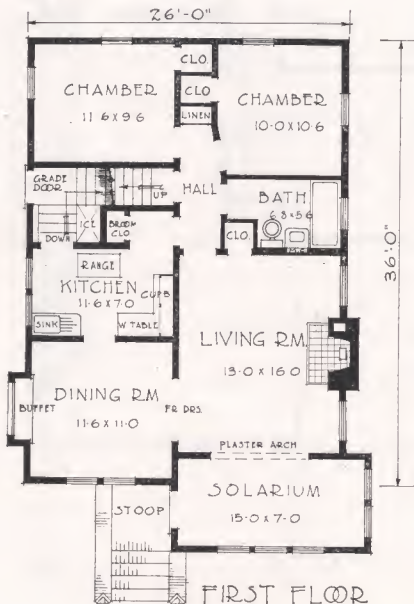 26'-0"
CLO.
CHAMBER
11-6 x 9-6
CLO
CHAMBER
10-0 x 10-6
LINEN
GRADE
DOOR
UP
HALL
BATH
6-8 x 5-6
ICE
BROOM
CLO.
DOWN
CLO.
36'-0"
RANGE
KITCHEN
11-6 x 7-0
CUPB
SINK
W. TABLE
LIVING RM.
13-0 x 16-0
DINING RM
11-6 x 11-0
BUFFET
FR. DRS.
PLASTER ARCH
SOLARIUM
15-0 x 7-0
STOOP
FIRST FLOOR